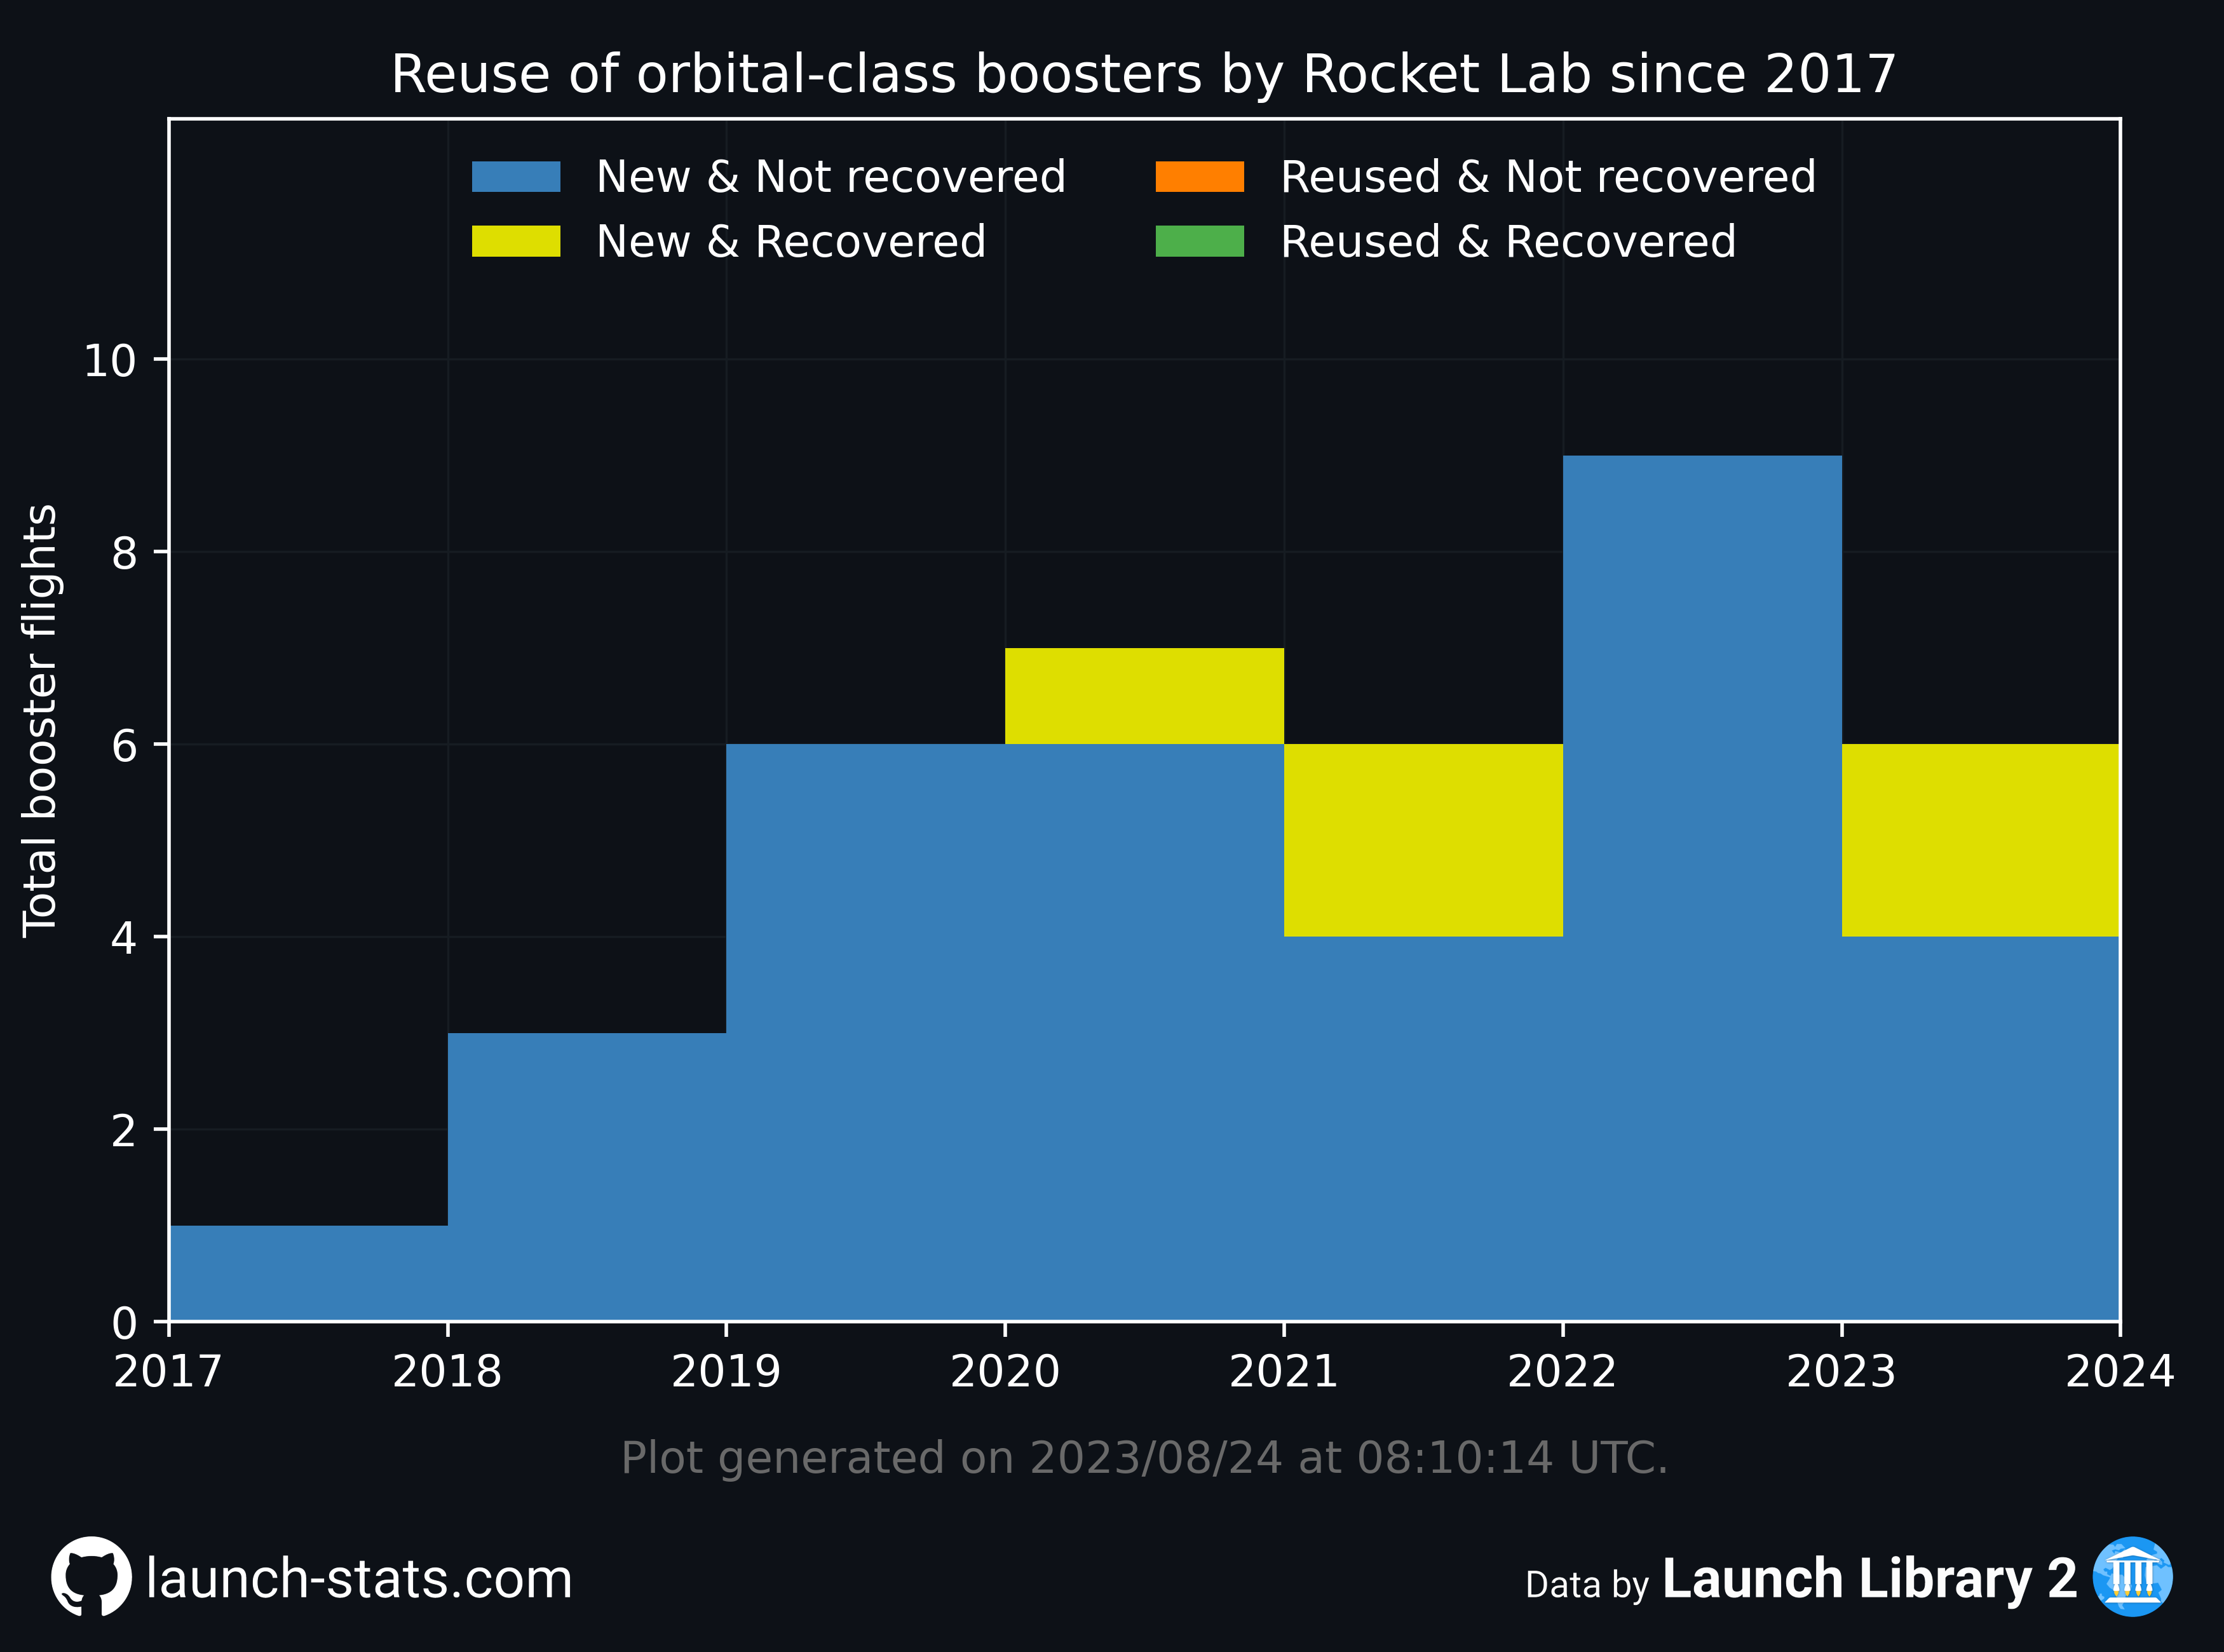 Reuse of orbital-class boosters by Rocket Lab since 2017
New & Not recovered
New & Recovered
Reused & Not recovered
Reused & Recovered
Total booster flights
10
8
6
4
2
0
2017 2018 2019 2020 2021 2022 2023 2024
Plot generated on 2023/08/24 at 08:10:14 UTC.
launch-stats.com
Data by Launch Library 2